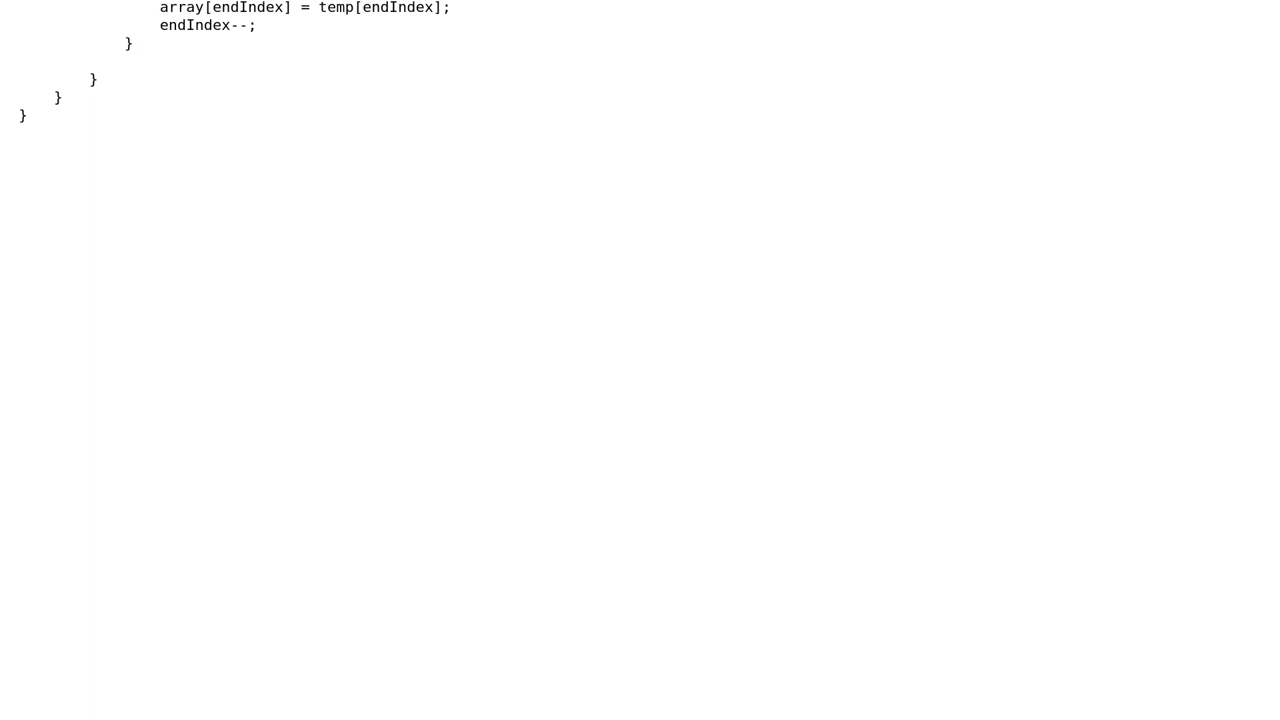 array[endIndex] = temp[endIndex];
endIndex--;
}
}
}
}